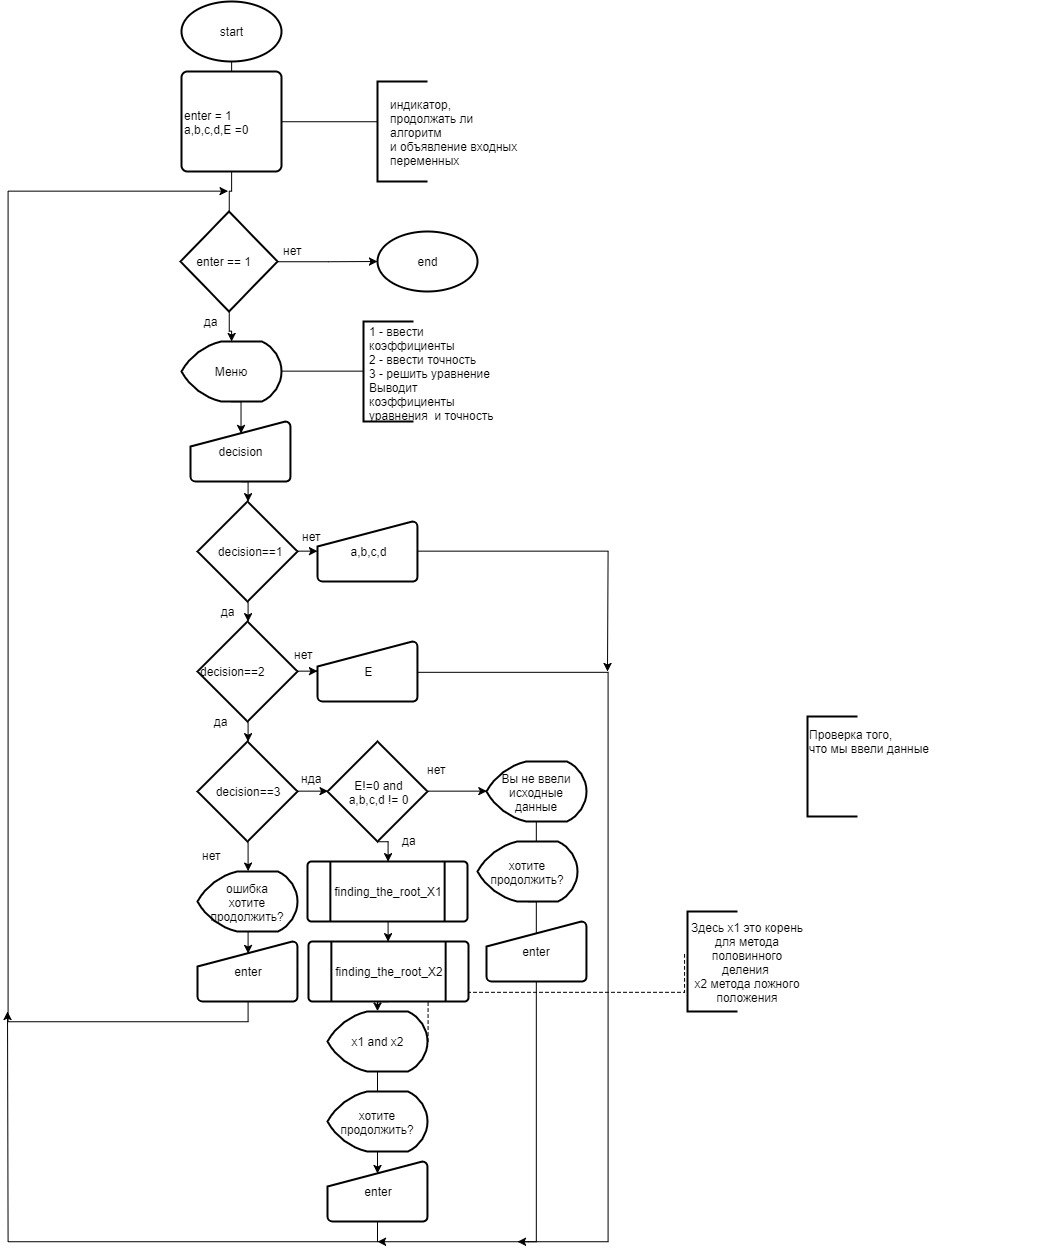 start
enter = 1
a,b,c,d,E =0
индикатор,
продолжать ли
алгоритм
и объявление входных
переменных
enter == 1
нет
end
да
Меню
1 - ввести
коэффициенты
2 - ввести точность
3 - решить уравнение
Выводит
коэффициенты
уравнения и точность
decision
decision==1
нет
a,b,c,d
да
decision==2
нет
E
да
decision==3
нда
E!=0 and
a,b,c,d != 0
нет
Вы не ввели
исходные
данные
Проверка того,
что мы ввели данные
нет
да
ошибка
хотите
продолжить?
finding_the_root_X1
хотите
продолжить?
enter
finding_the_root_X2
enter
Здесь x1 это корень
для метода
половинного
деления
x2 метода ложного
положения
x1 and x2
хотите
продолжить?
enter